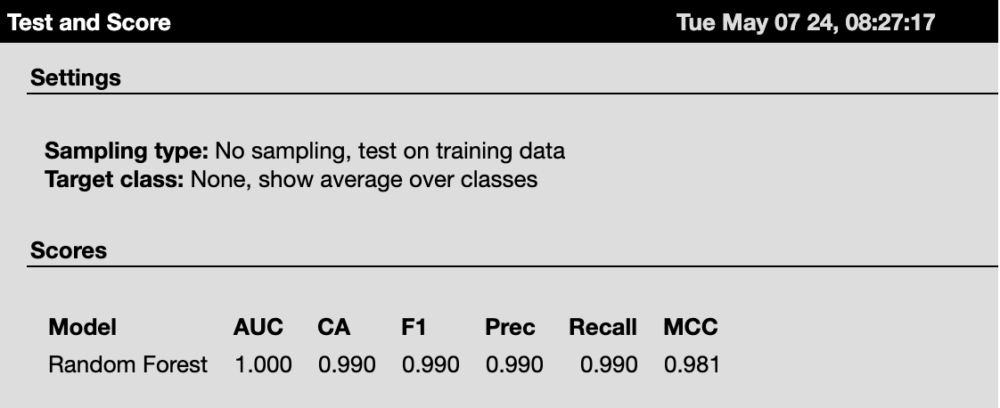 Test and Score Tue May 07 24, 08:27:17
Settings
Sampling type: No sampling, test on training data
Target class: None, show average over classes
Scores
Model AUC CA F1 Prec Recall MCC
Random Forest 1.000 0.990 0.990 0.990 0.990 0.981